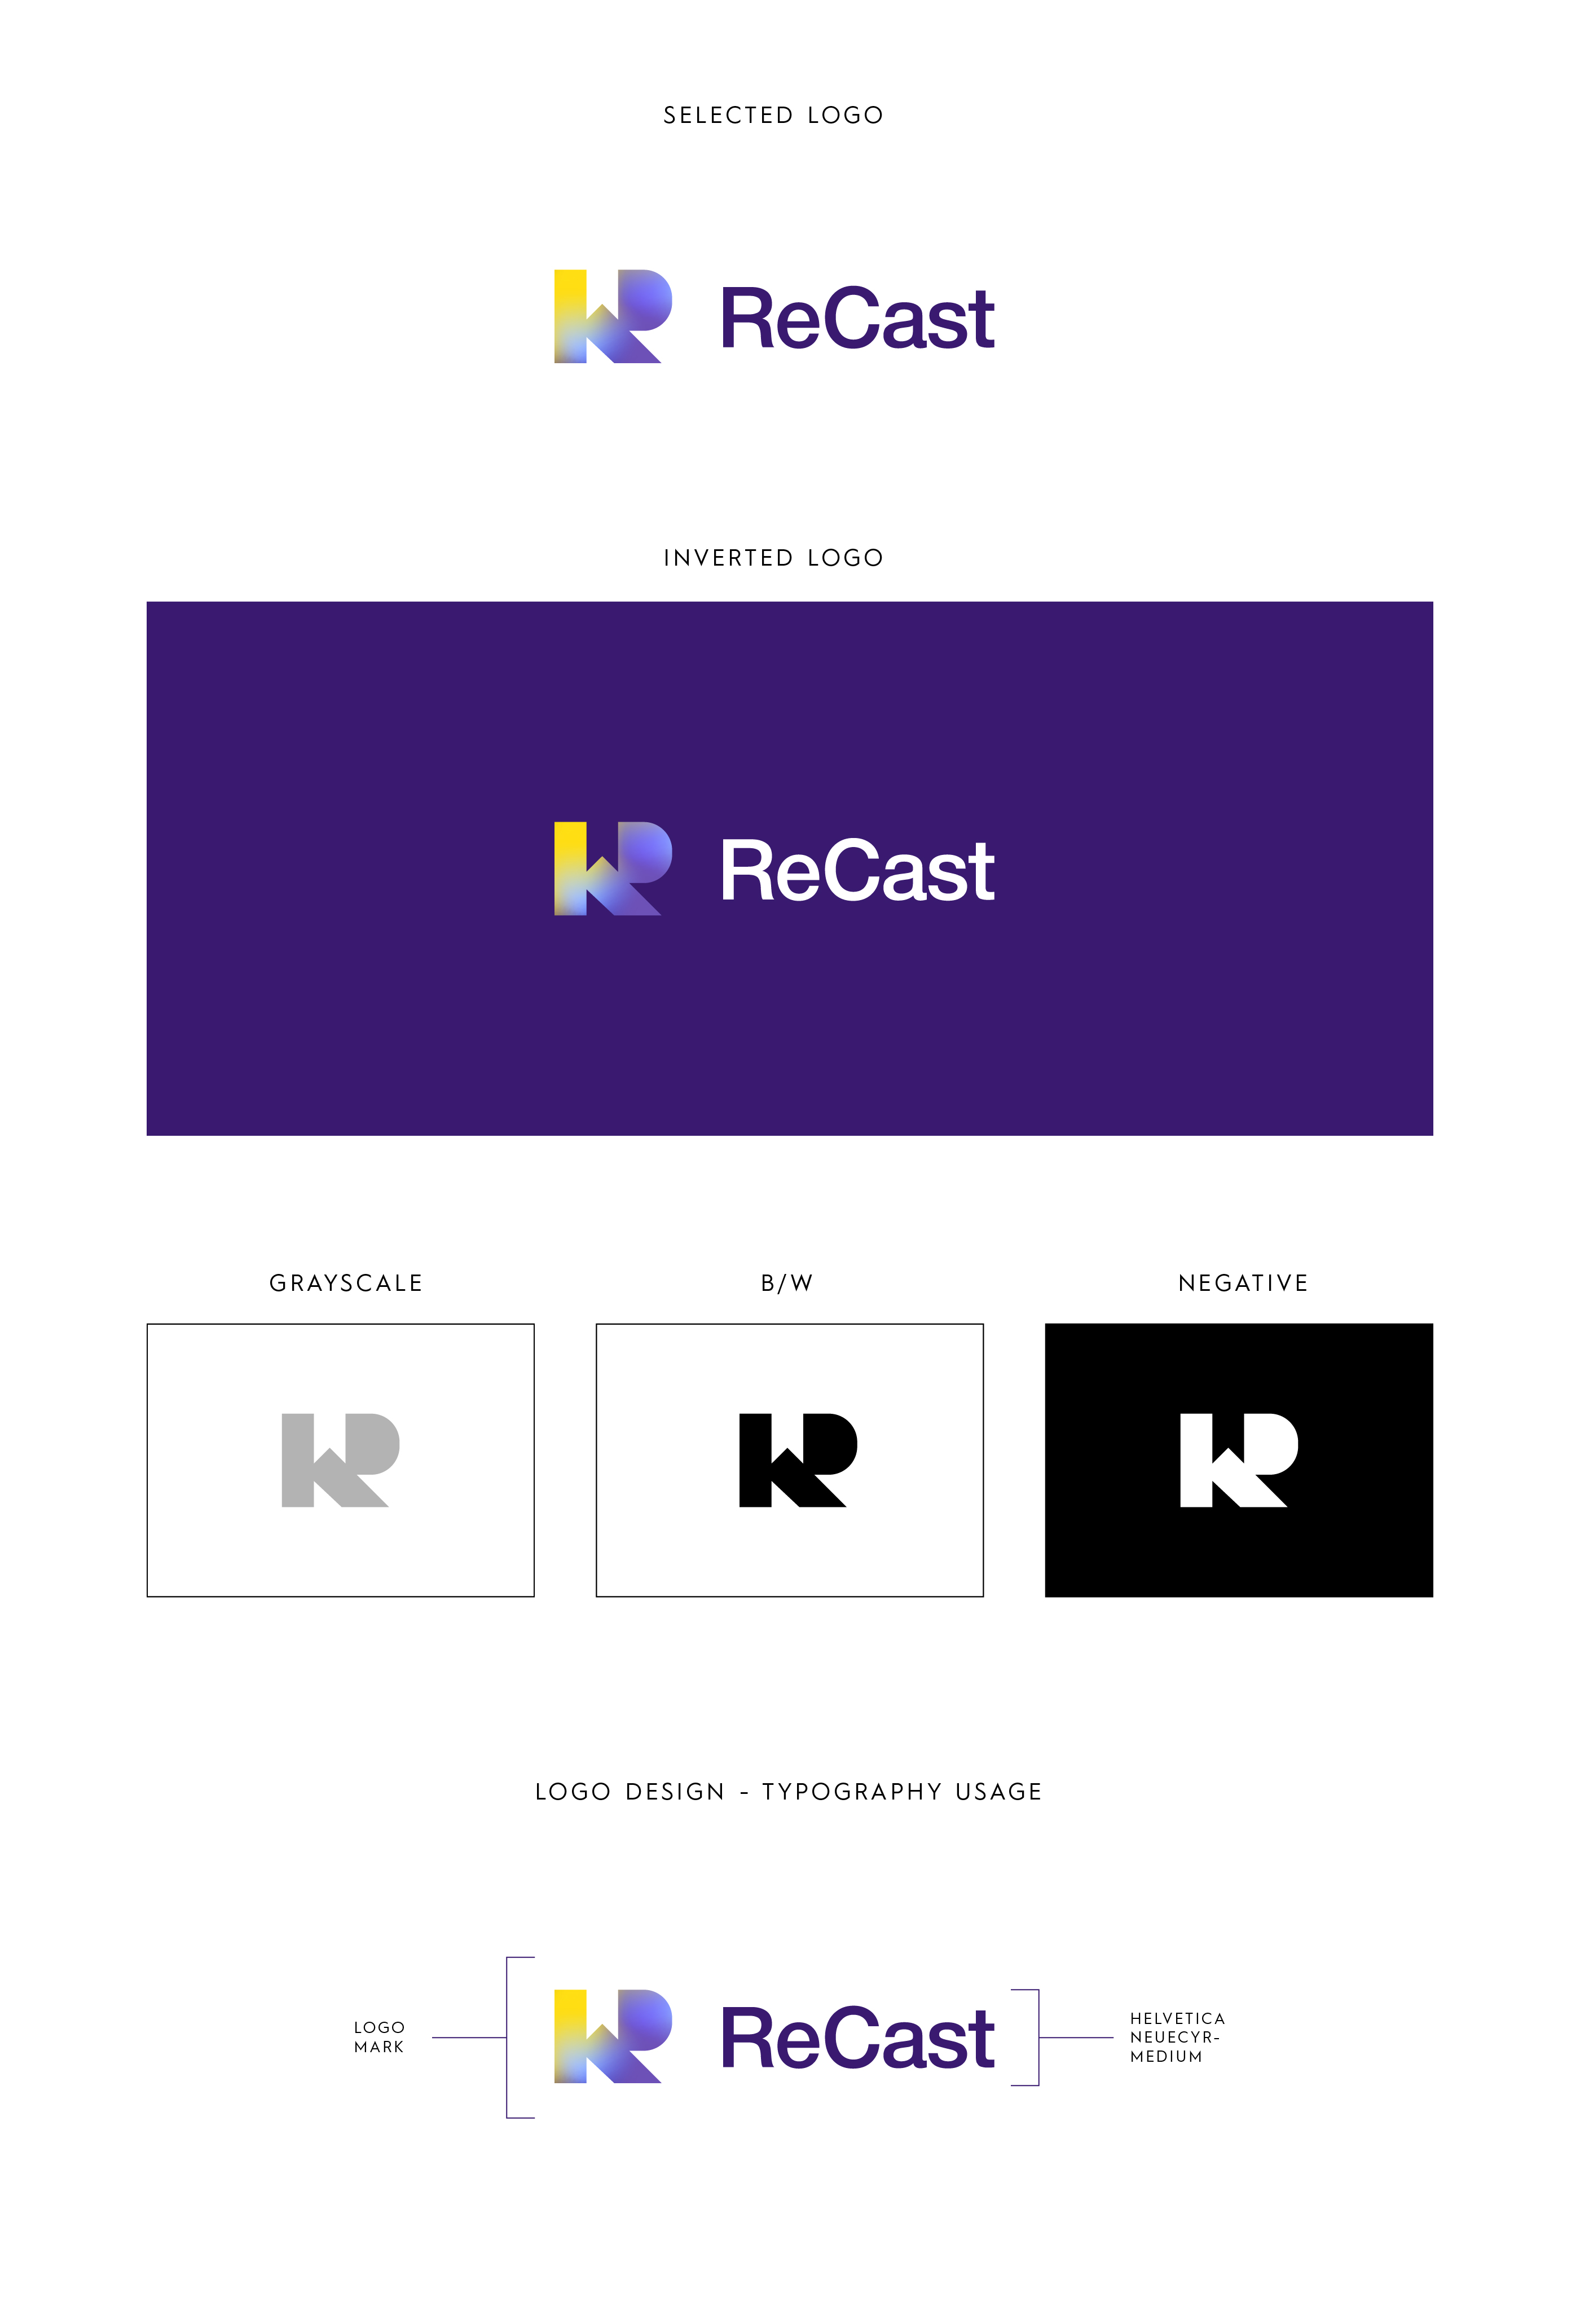 SELECTED LOGO
ReCast
INVERTED LOGO
ReCast
GRAYSCALE
B/W
NEGATIVE
LOGO DESIGN - TYPOGRAPHY USAGE
LOGO
MARK
ReCast
HELVETICA
NEUECYR-
MEDIUM